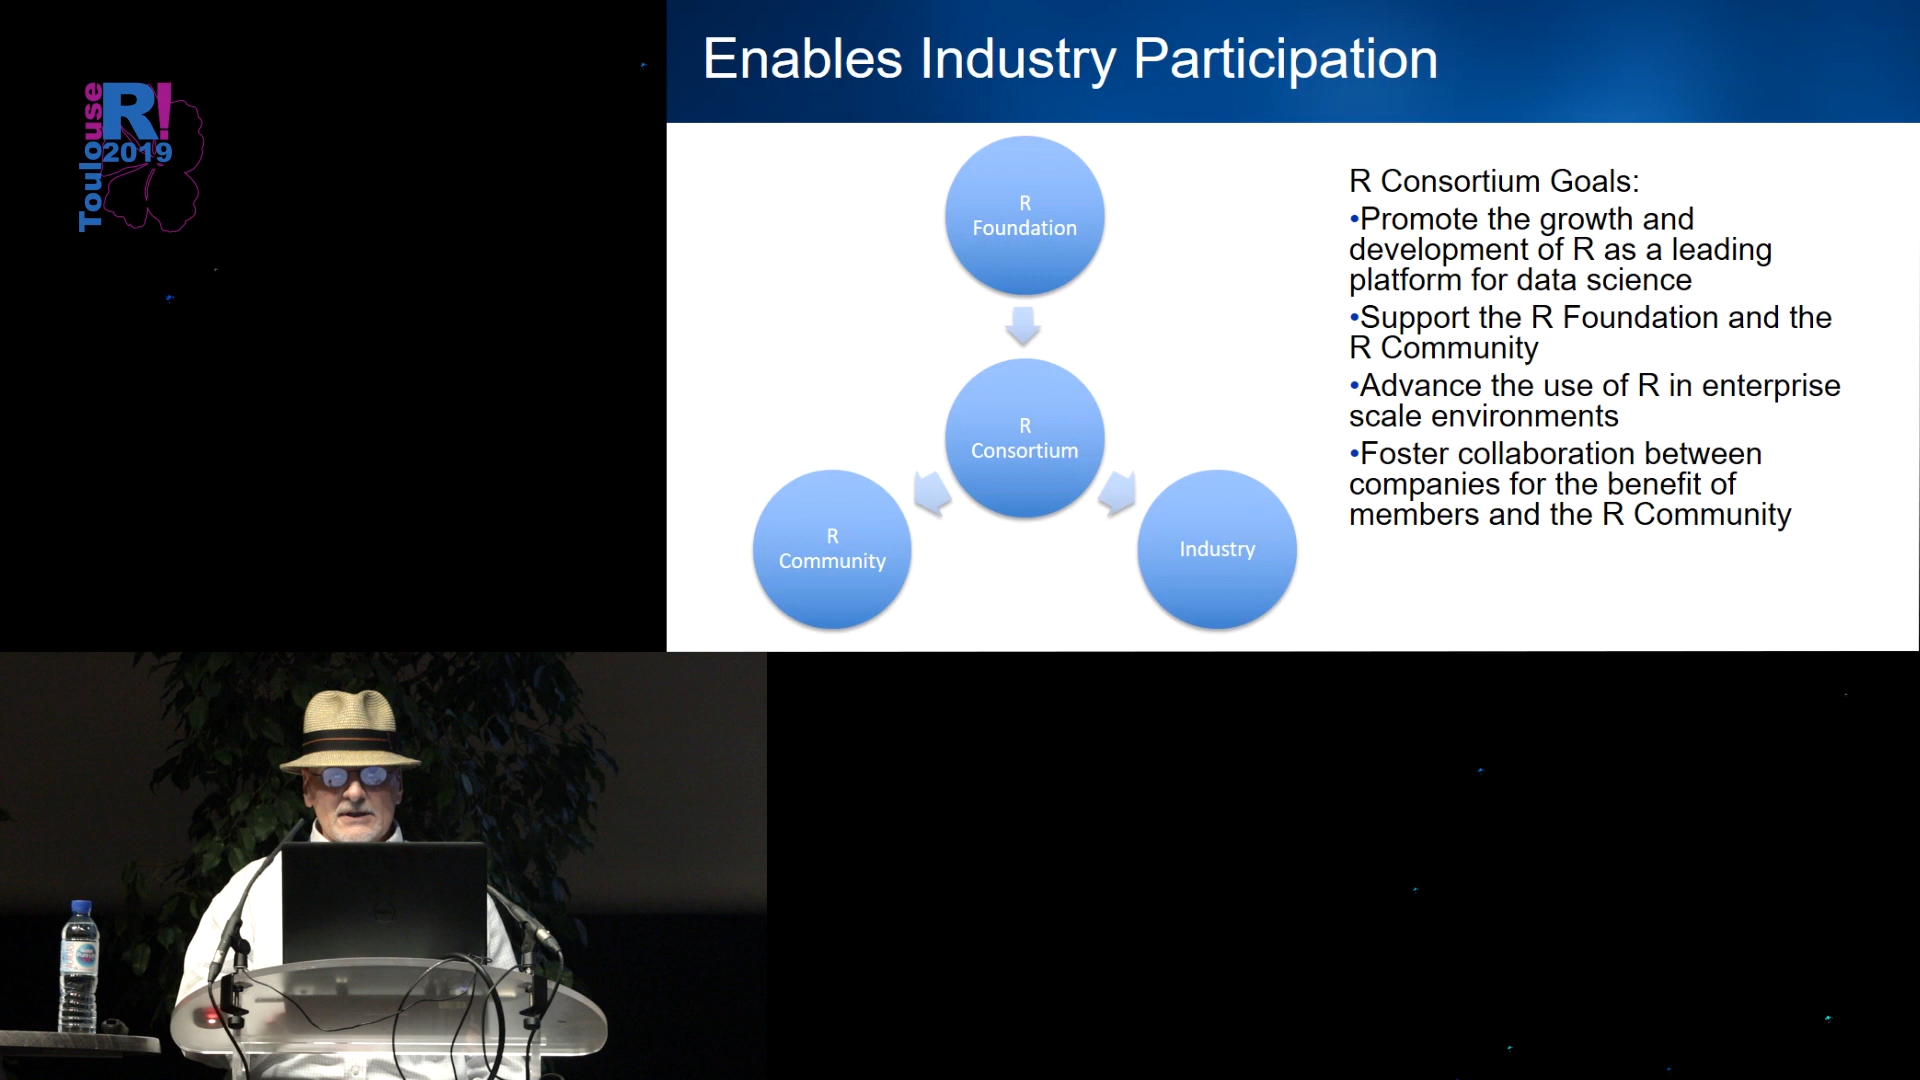 Toulouse
R!
2019
Enables Industry Participation
R
Foundation
R
Consortium
R
Community
Industry
R Consortium Goals:
•Promote the growth and
development of R as a leading
platform for data science
•Support the R Foundation and the
R Community
•Advance the use of R in enterprise
scale environments
•Foster collaboration between
companies for the benefit of
members and the R Community